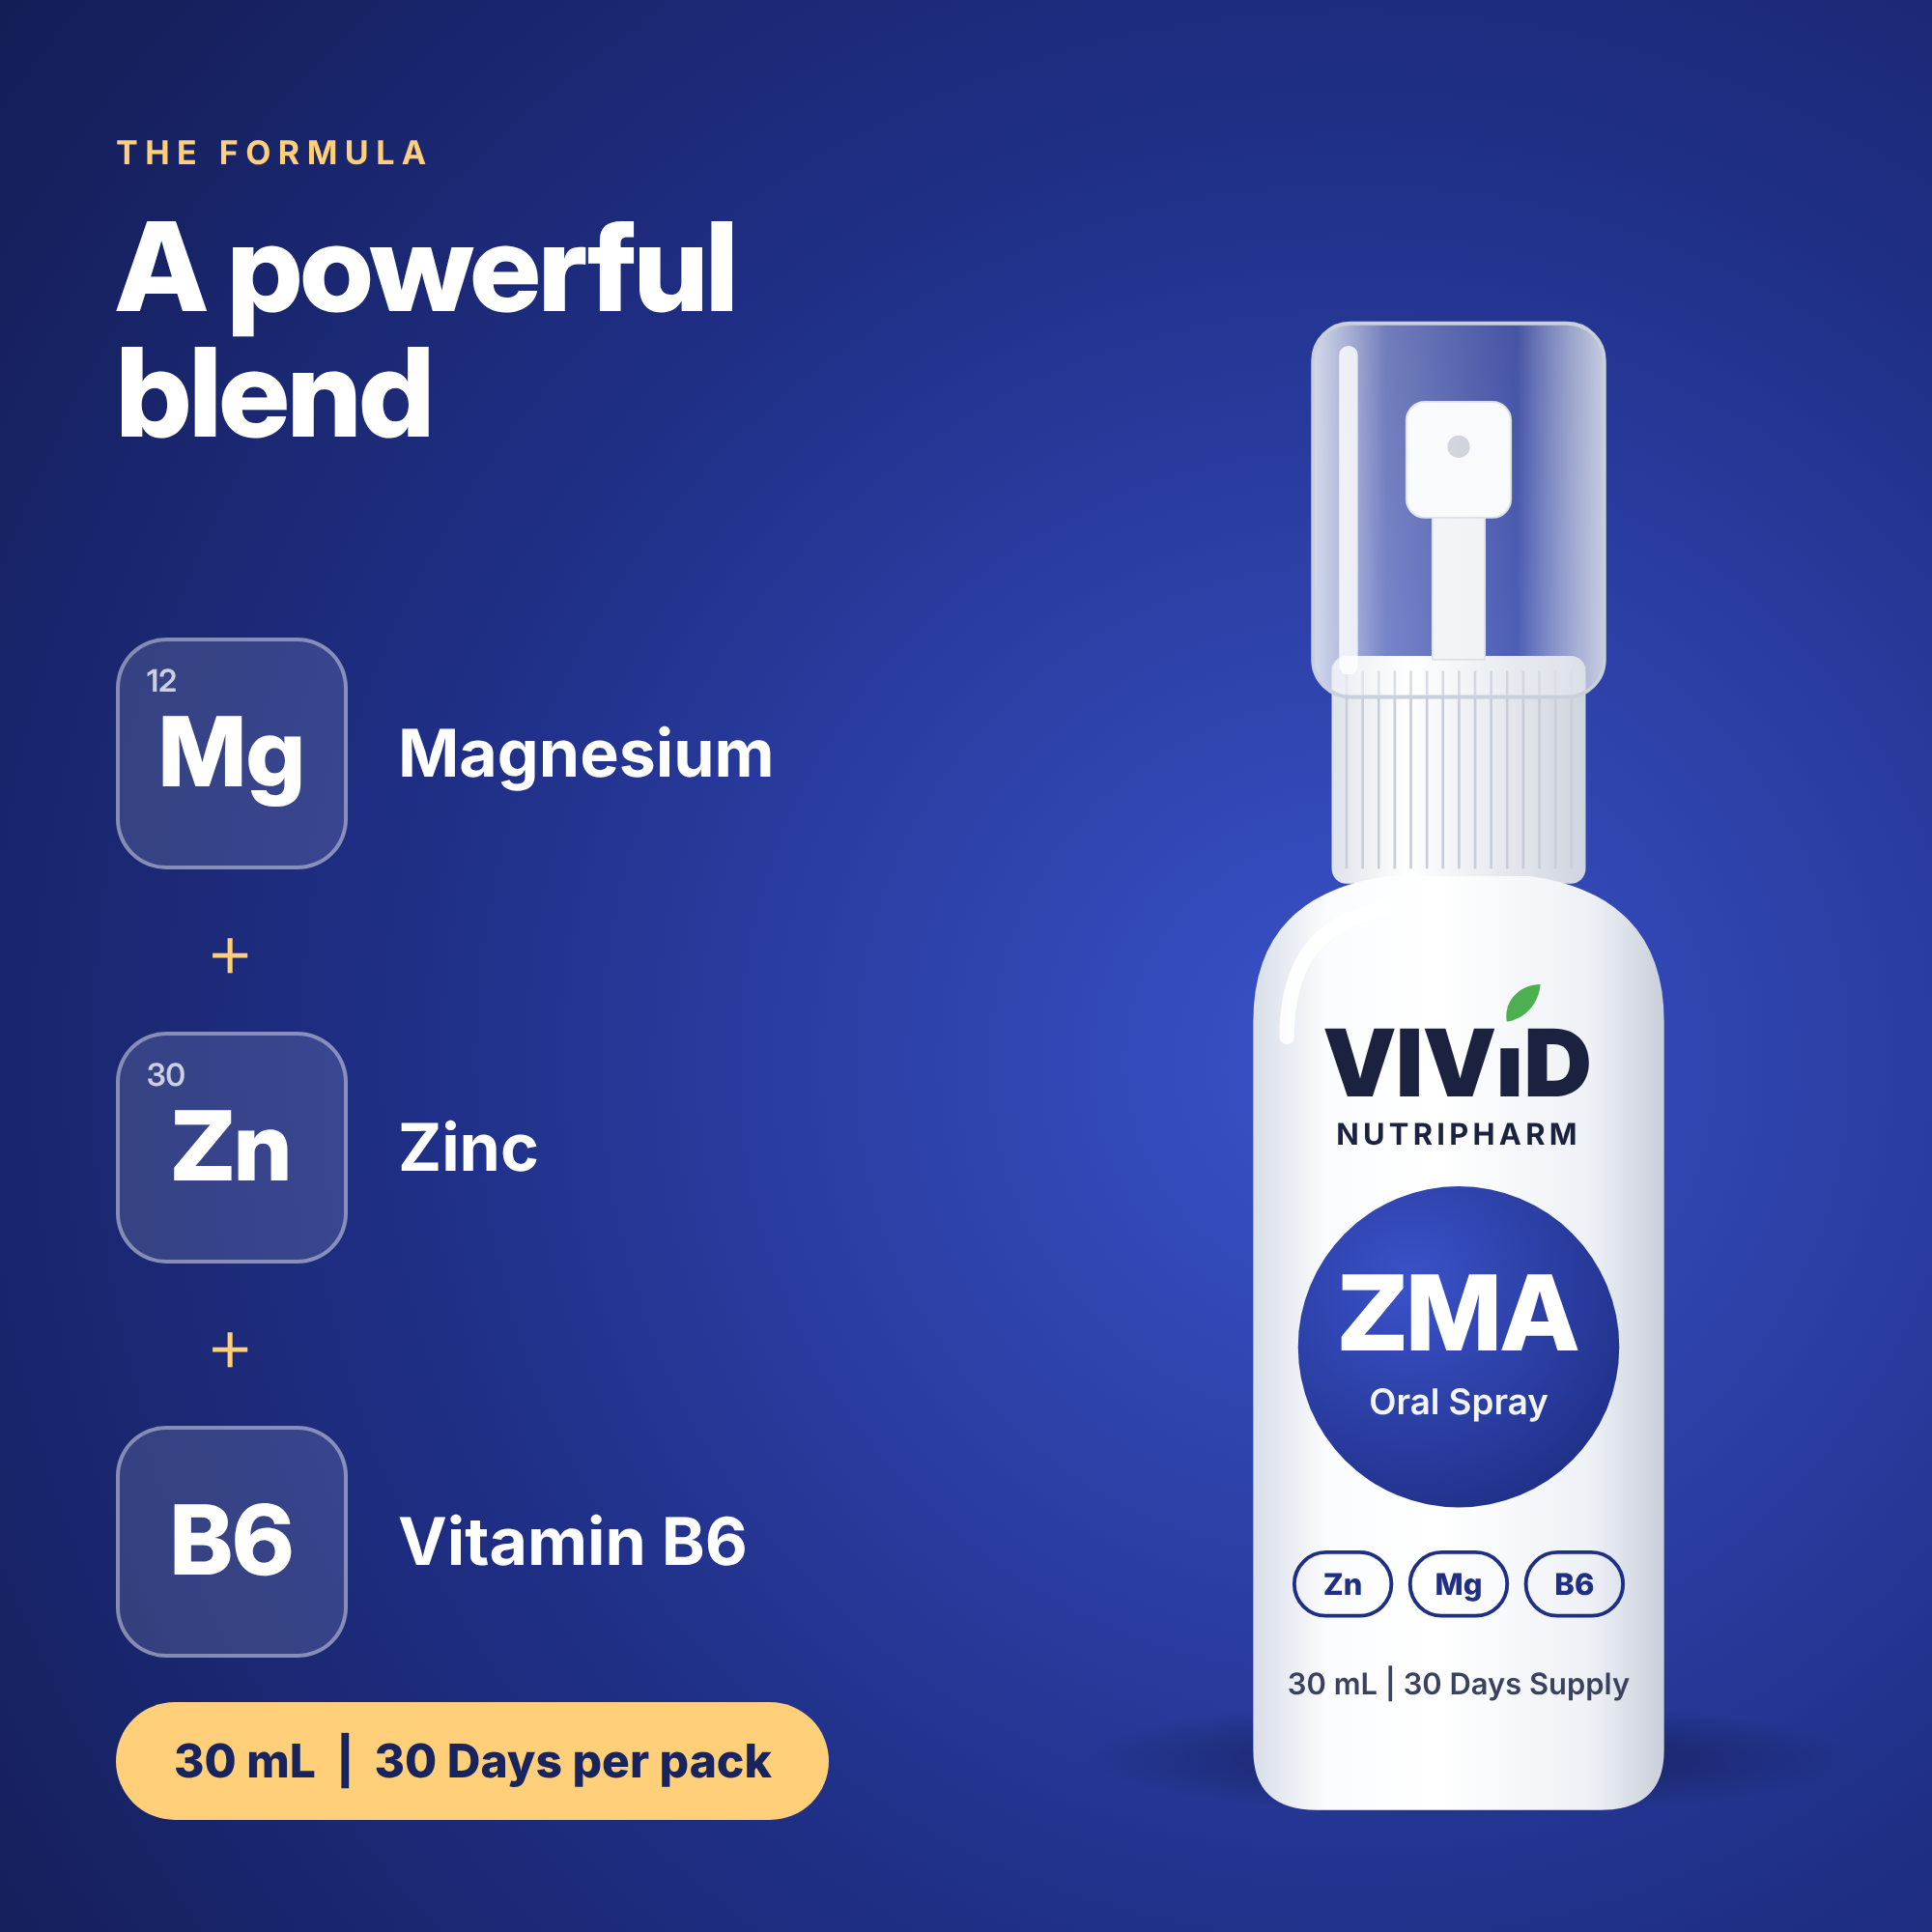 THE FORMULA
A powerful
blend
12
Mg
Magnesium
+
30
Zn
Zinc
+
B6
Vitamin B6
30 mL | 30 Days per pack
VIViD
NUTRIPHARM
ZMA
Oral Spray
Zn
Mg
B6
30 mL | 30 Days Supply